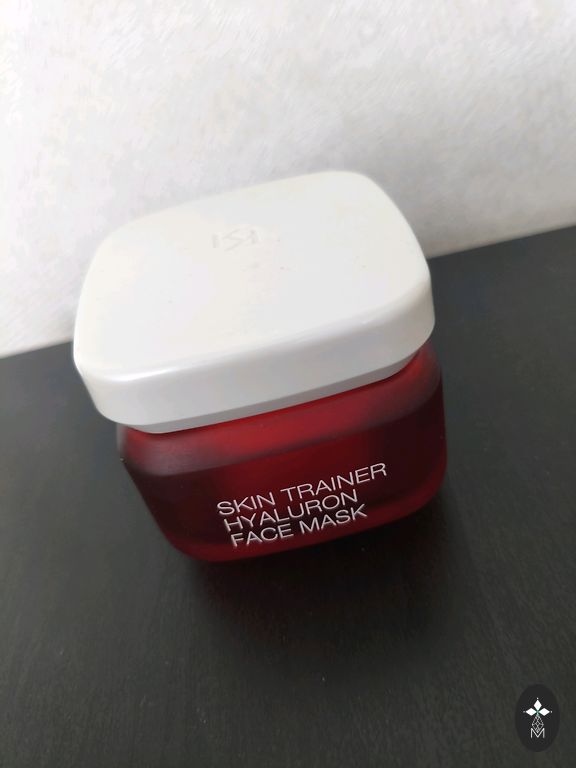 SKIN TRAINER
HYALURON
FACE MASK
M